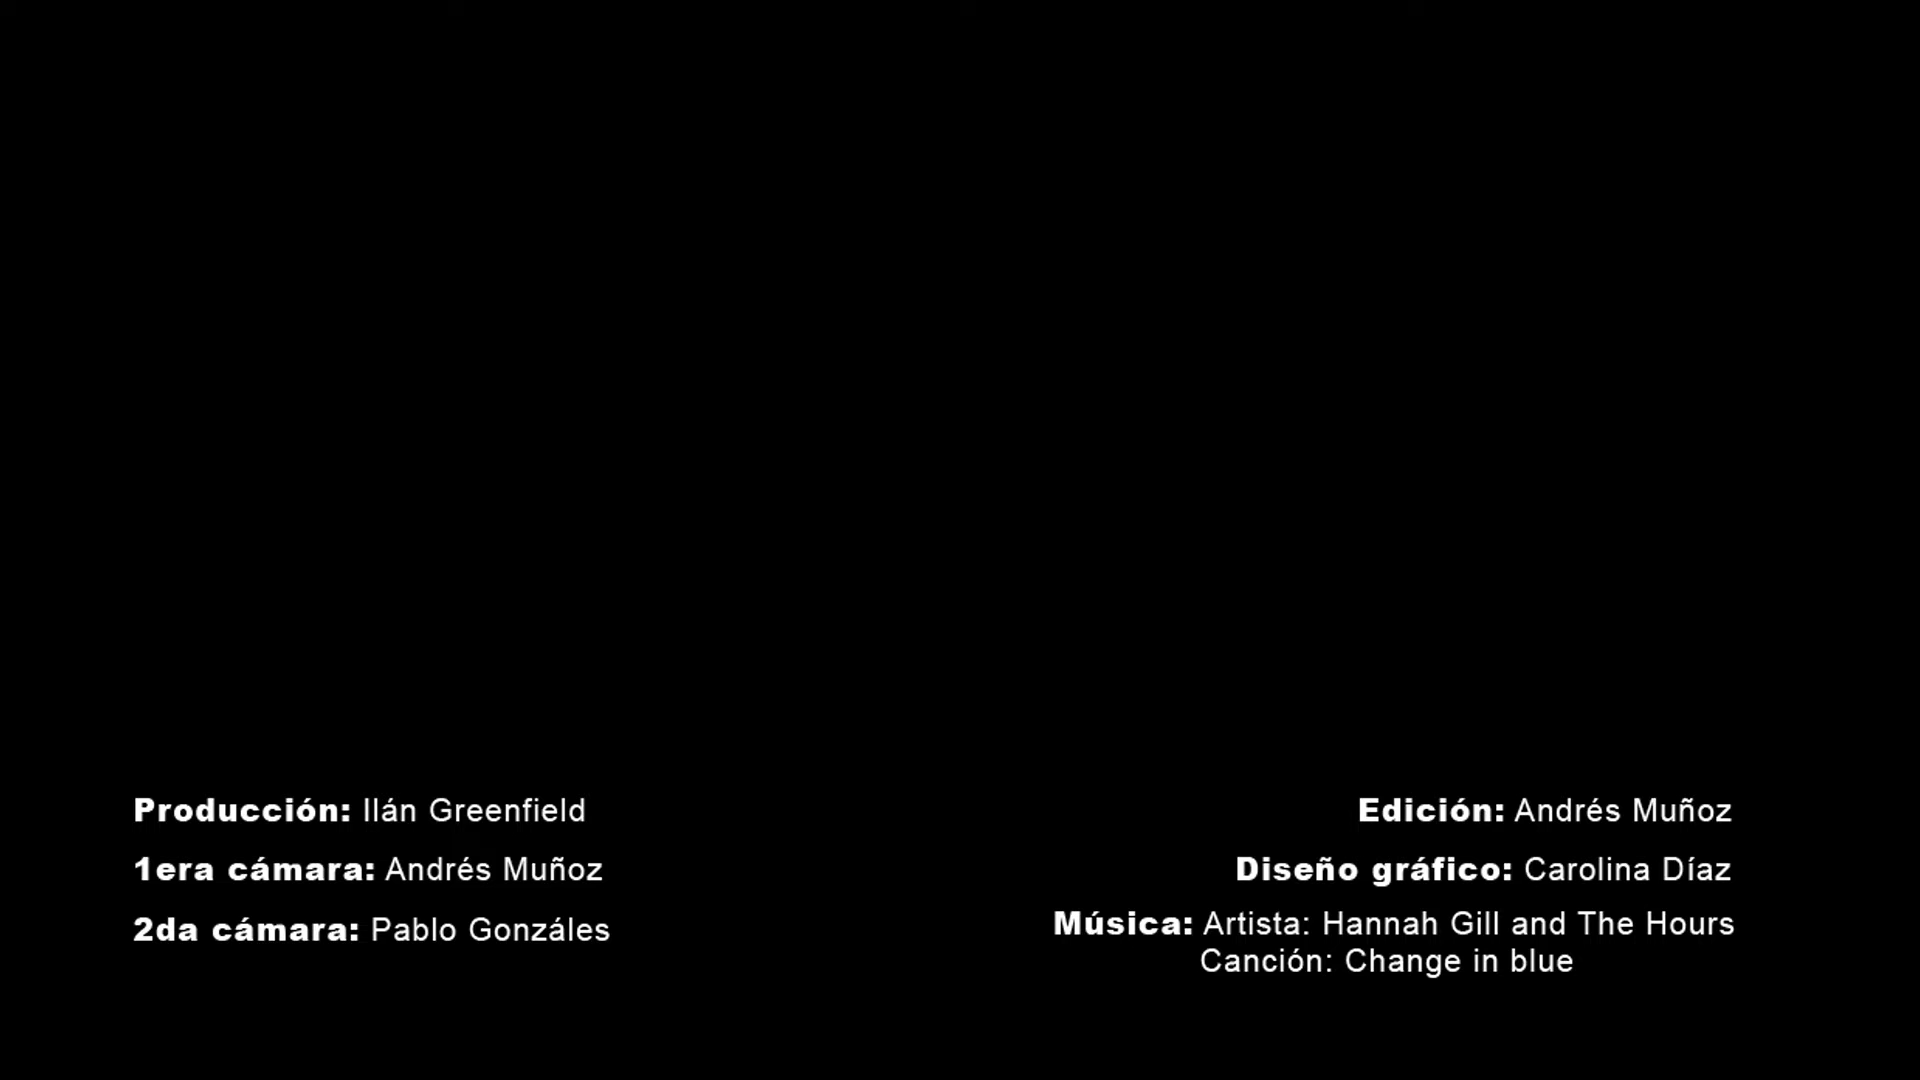 Producción: Ilán Greenfield
1era cámara: Andrés Muñoz
2da cámara: Pablo Gonzáles
Edición: Andrés Muñoz
Diseño gráfico: Carolina Díaz
Música: Artista: Hannah Gill and The Hours
Canción: Change in blue